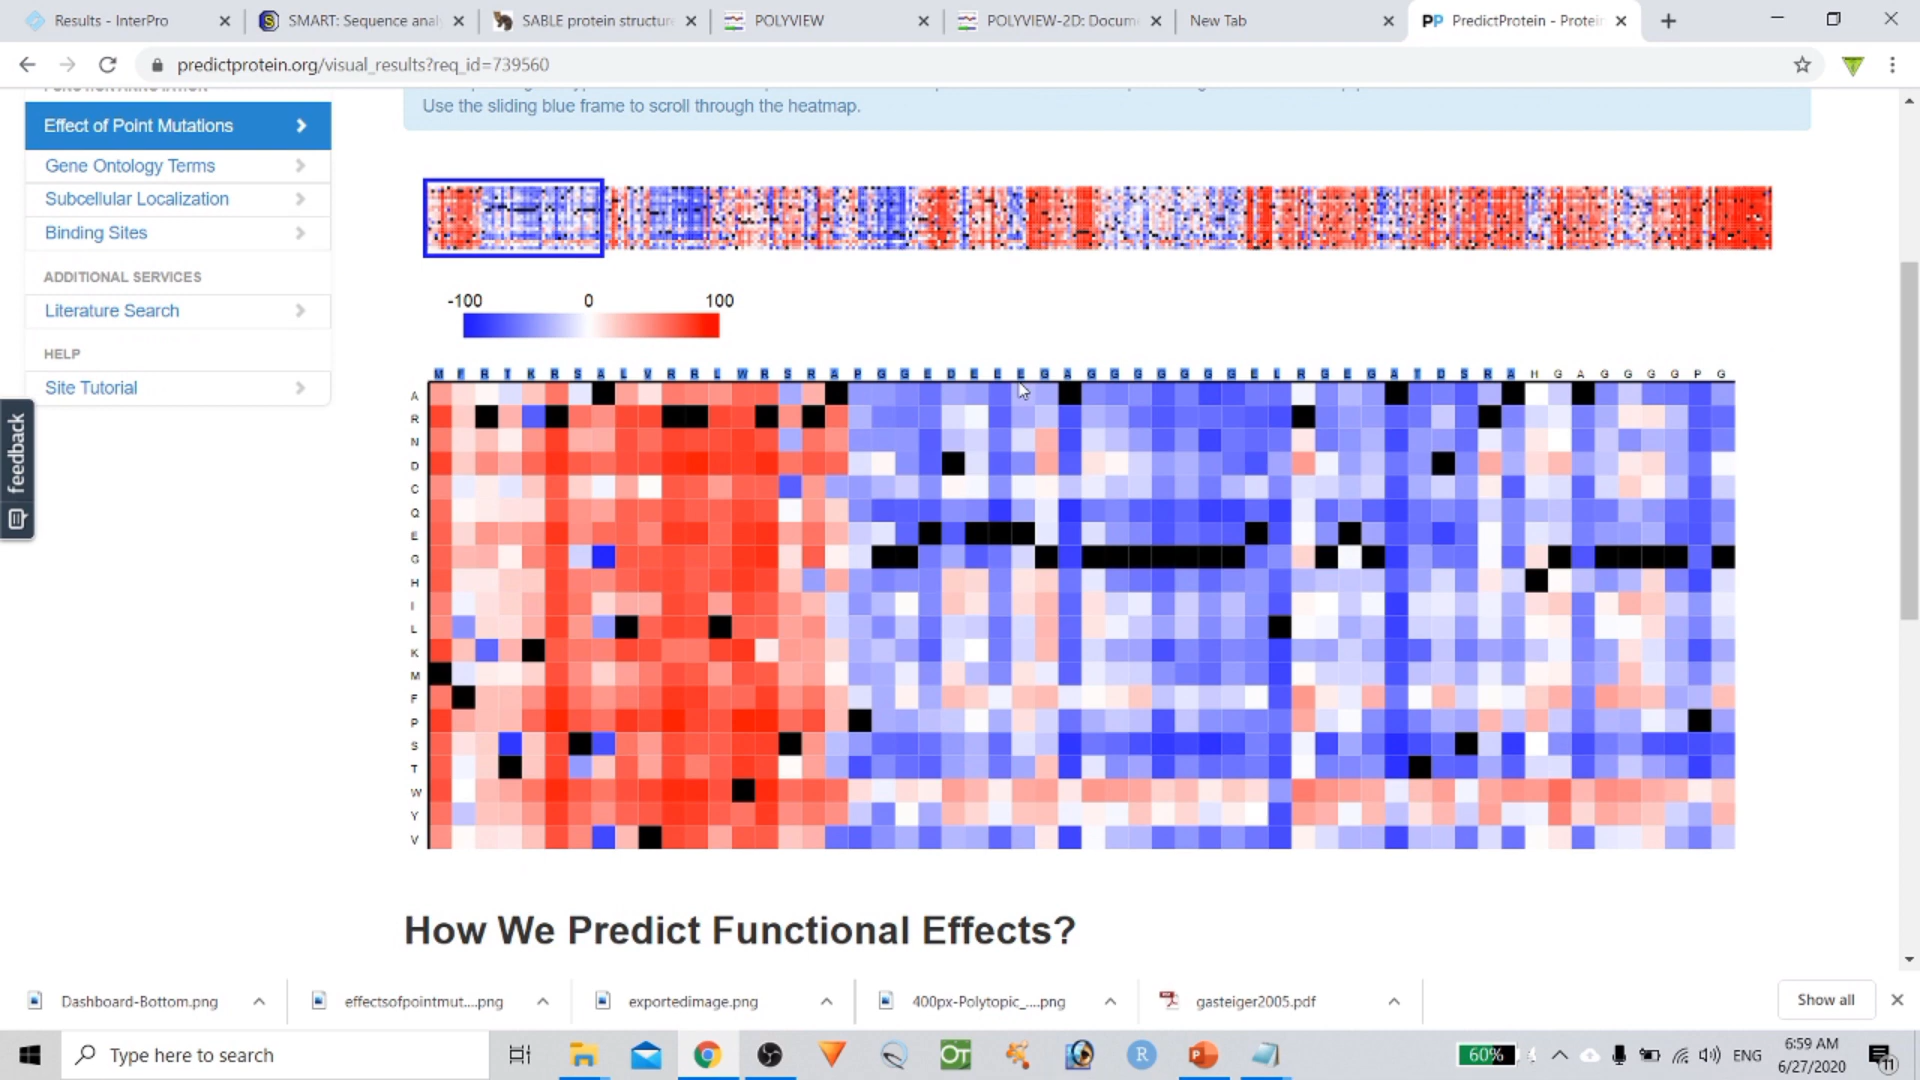 Results - InterPro
SMART: Sequence anal
SABLE protein structure
POLYVIEW
POLYVIEW-2D: Docum
New Tab
PP PredictProtein - Protein
predictprotein.org/visual_results?req_id=739560
Use the sliding blue frame to scroll through the heatmap.
Effect of Point Mutations
Gene Ontology Terms
Subcellular Localization
Binding Sites
ADDITIONAL SERVICES
Literature Search
HELP
Site Tutorial
feedback
-100 0 100
M F R T K R S A L V R R L W R S R A P G G E D E E E G A G G G G G G G E L R G E G A T D S R A H G A G G G G P G
A
R
N
D
C
Q
E
G
H
I
L
K
M
F
P
S
T
W
Y
V
How We Predict Functional Effects?
Dashboard-Bottom.png
effectsofpointmut....png
exportedimage.png
400px-Polytopic_....png
gasteiger2005.pdf
Show all
Type here to search
60%
ENG
6:59 AM
6/27/2020
11